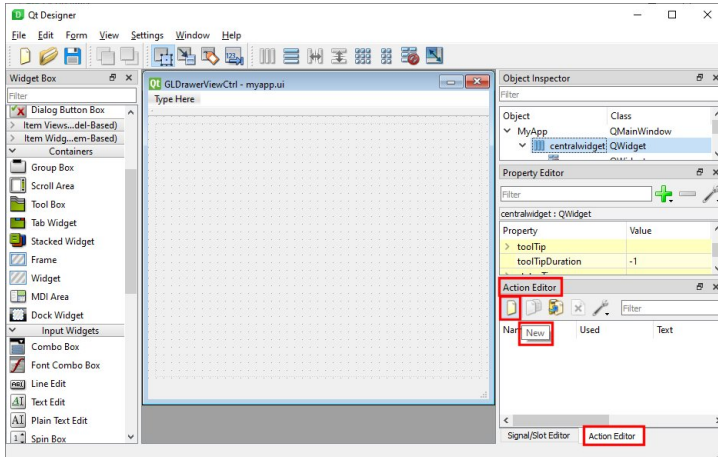 Qt Designer
File Edit Form View Settings Window Help
Widget Box
Filter
Dialog Button Box
Item Views...del-Based)
Item Widg...em-Based)
Containers
Group Box
Scroll Area
Tool Box
Tab Widget
Stacked Widget
Frame
Widget
MDI Area
Dock Widget
Input Widgets
Combo Box
Font Combo Box
Line Edit
Text Edit
Plain Text Edit
Spin Box
GLDrawerViewCtrl - myapp.ui
Type Here
Object Inspector
Filter
Object Class
MyApp QMainWindow
centralwidget QWidget
Property Editor
Filter
centralwidget : QWidget
Property Value
toolTip
toolTipDuration -1
Action Editor
Filter
New
Used Text
Signal/Slot Editor Action Editor